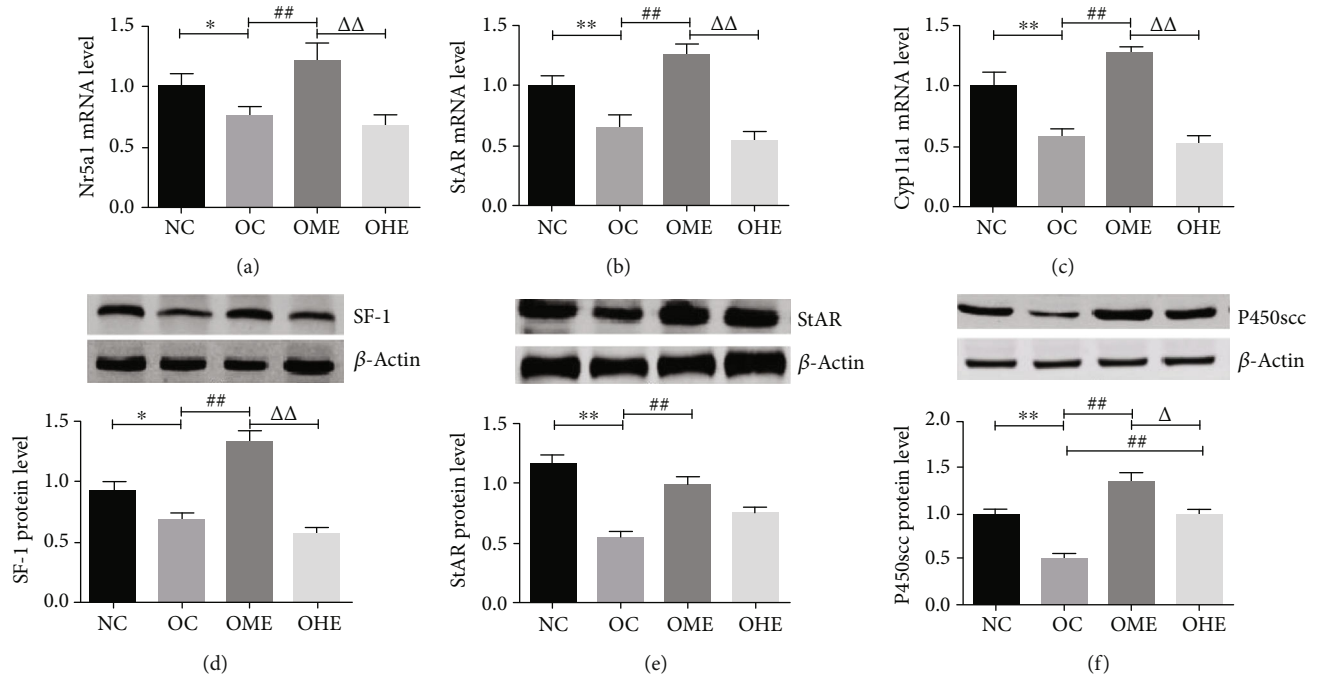 Nr5a1 mRNA level
1.5
1.0
0.5
0.0
* ## ΔΔ
NC OC OME OHE
(a)
StAR mRNA level
1.5
1.0
0.5
0.0
** ## ΔΔ
NC OC OME OHE
(b)
Cyp11a1 mRNA level
1.5
1.0
0.5
0.0
** ## ΔΔ
NC OC OME OHE
(c)
SF-1
β-Actin
SF-1 protein level
1.5
1.0
0.5
0.0
* ## ΔΔ
NC OC OME OHE
(d)
StAR
β-Actin
StAR protein level
1.5
1.0
0.5
0.0
** ##
NC OC OME OHE
(e)
P450scc
β-Actin
P450scc protein level
2.0
1.5
1.0
0.5
0.0
** ## Δ
##
NC OC OME OHE
(f)